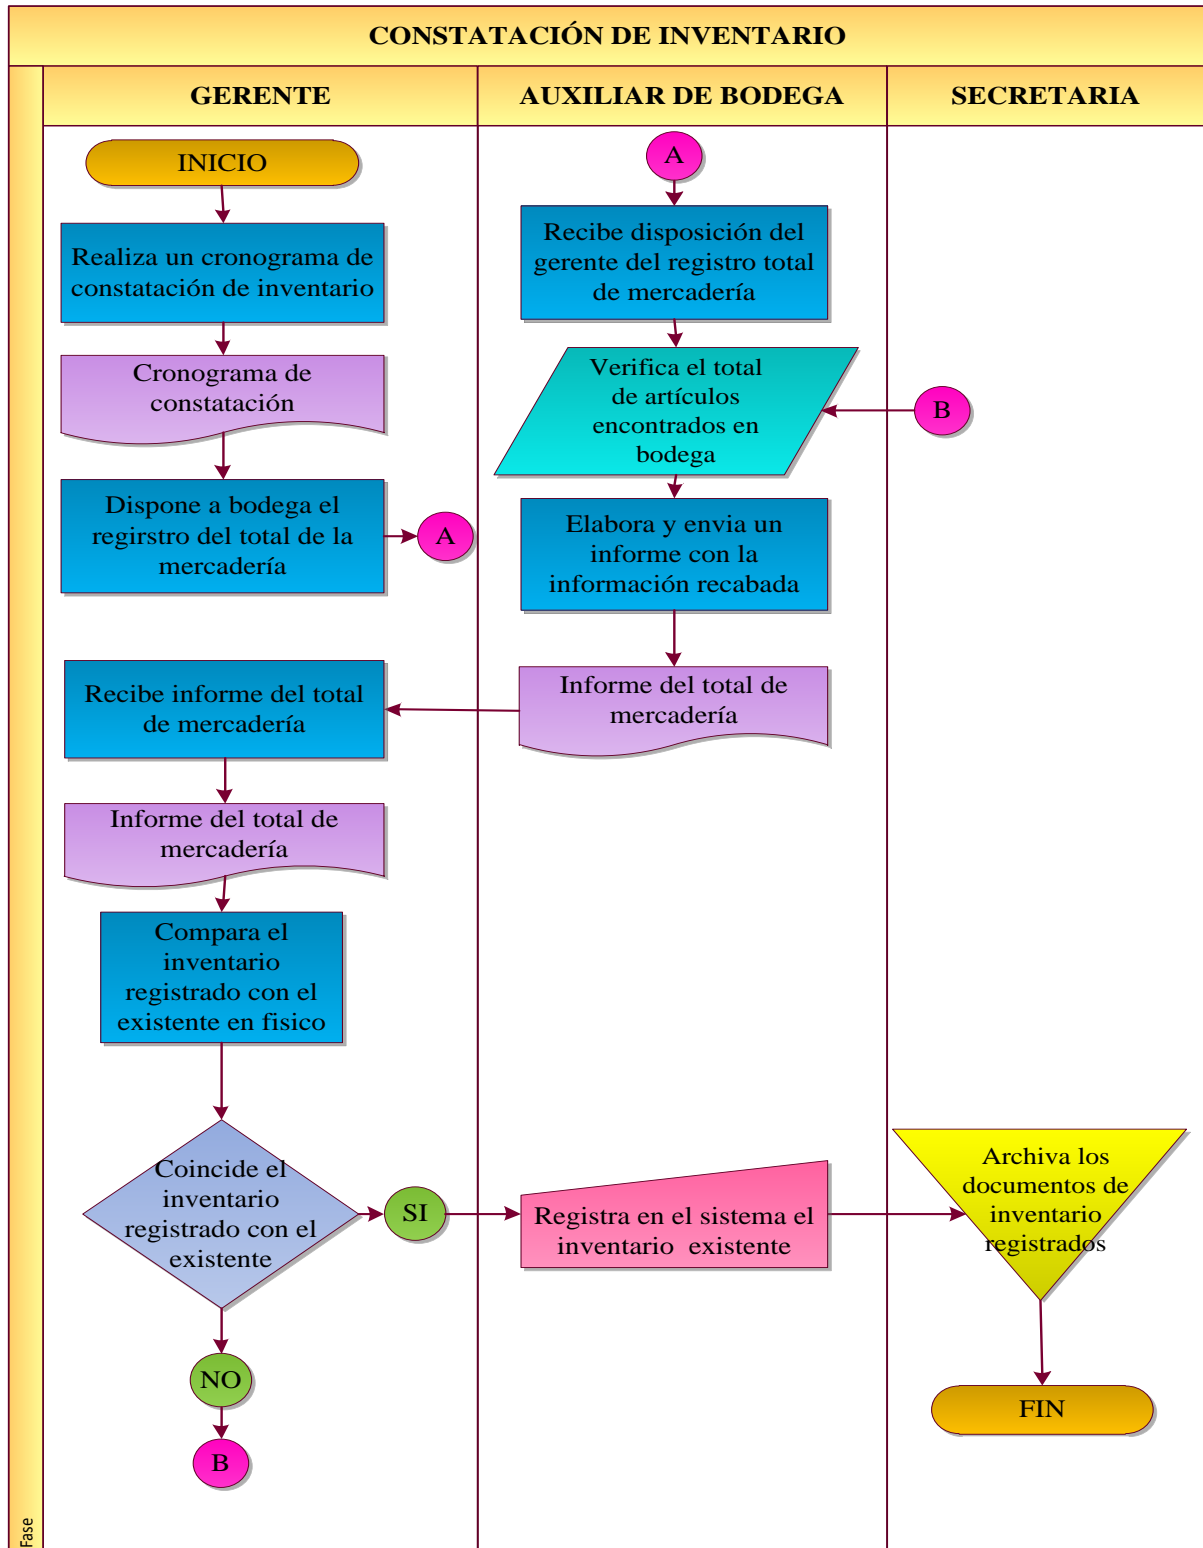 CONSTATACIÓN DE INVENTARIO
GERENTE
AUXILIAR DE BODEGA
SECRETARIA
INICIO
Realiza un cronograma de
constatación de inventario
Cronograma de
constatación
Dispone a bodega el
regirstro del total de la
mercadería
A
Recibe informe del total
de mercadería
Informe del total de
mercadería
Compara el
inventario
registrado con el
existente en fisico
Coincide el
inventario
registrado con el
existente
SI
NO
B
A
Recibe disposición del
gerente del registro total
de mercadería
Verifica el total
de artículos
encontrados en
bodega
Elabora y envia un
informe con la
información recabada
Informe del total de
mercadería
Registra en el sistema el
inventario existente
B
Archiva los
documentos de
inventario
registrados
FIN
Fase